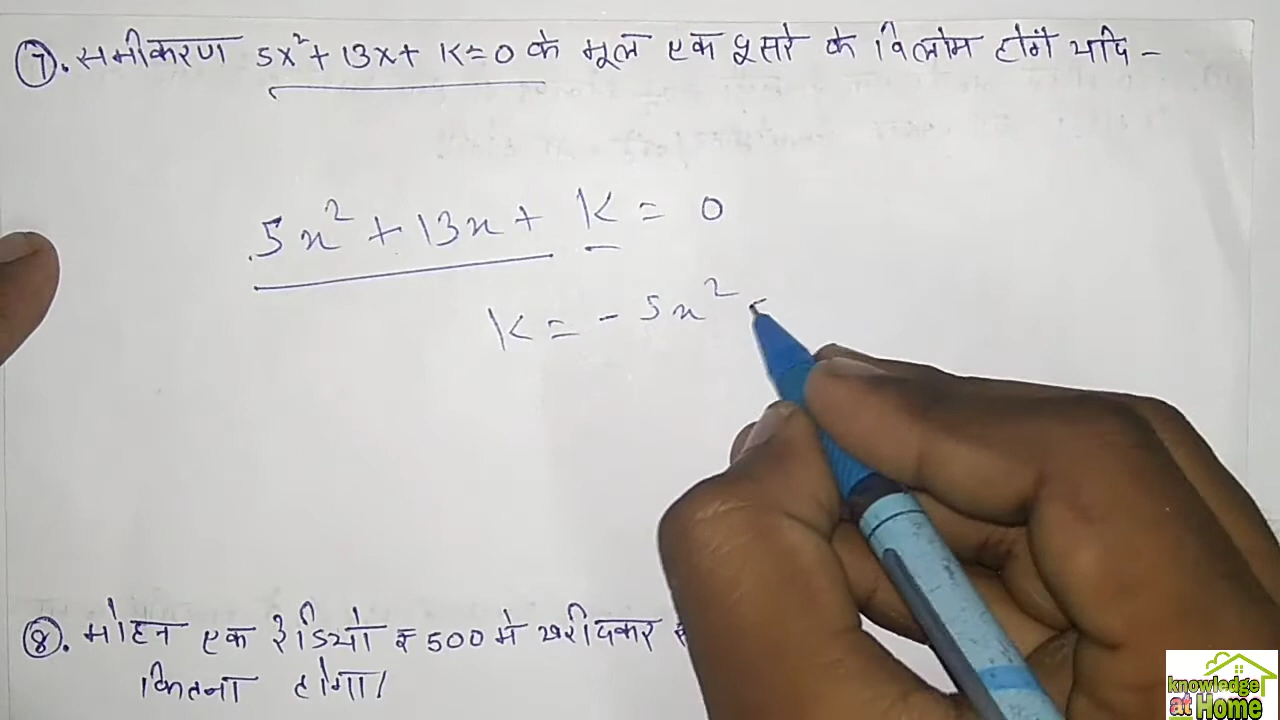 7. समीकरण 5x²+13x+ K=0 के मूल एक दूसरे के विलोम होगें यदि -
5x² + 13x + K = 0
K = - 5x²
8. मोहन एक रेडियो ₹ 500 मे खरीदकर
कितना होगा।
knowledge
at Home